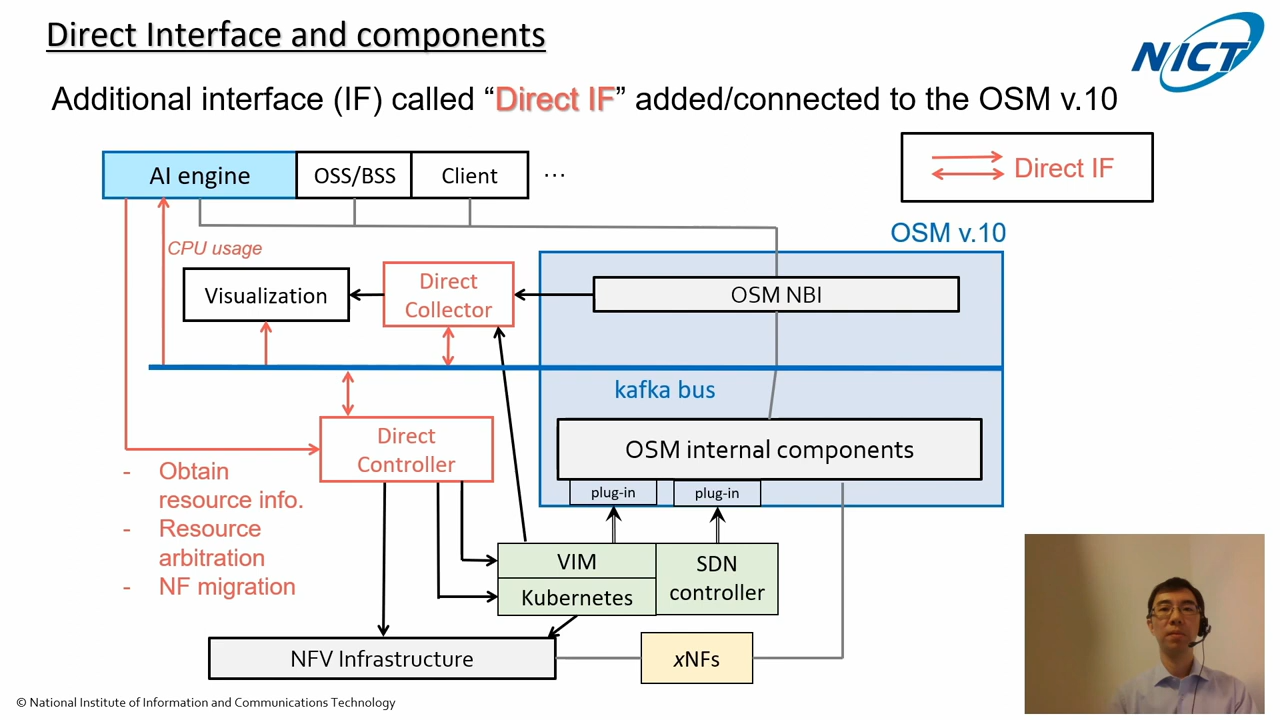 Direct Interface and components
NICT
Additional interface (IF) called “Direct IF” added/connected to the OSM v.10
AI engine
OSS/BSS
Client
...
Direct IF
OSM v.10
CPU usage
Visualization
Direct
Collector
OSM NBI
kafka bus
Direct
Controller
OSM internal components
plug-in
plug-in
- Obtain
resource info.
- Resource
arbitration
- NF migration
VIM
Kubernetes
SDN
controller
NFV Infrastructure
xNFs
© National Institute of Information and Communications Technology